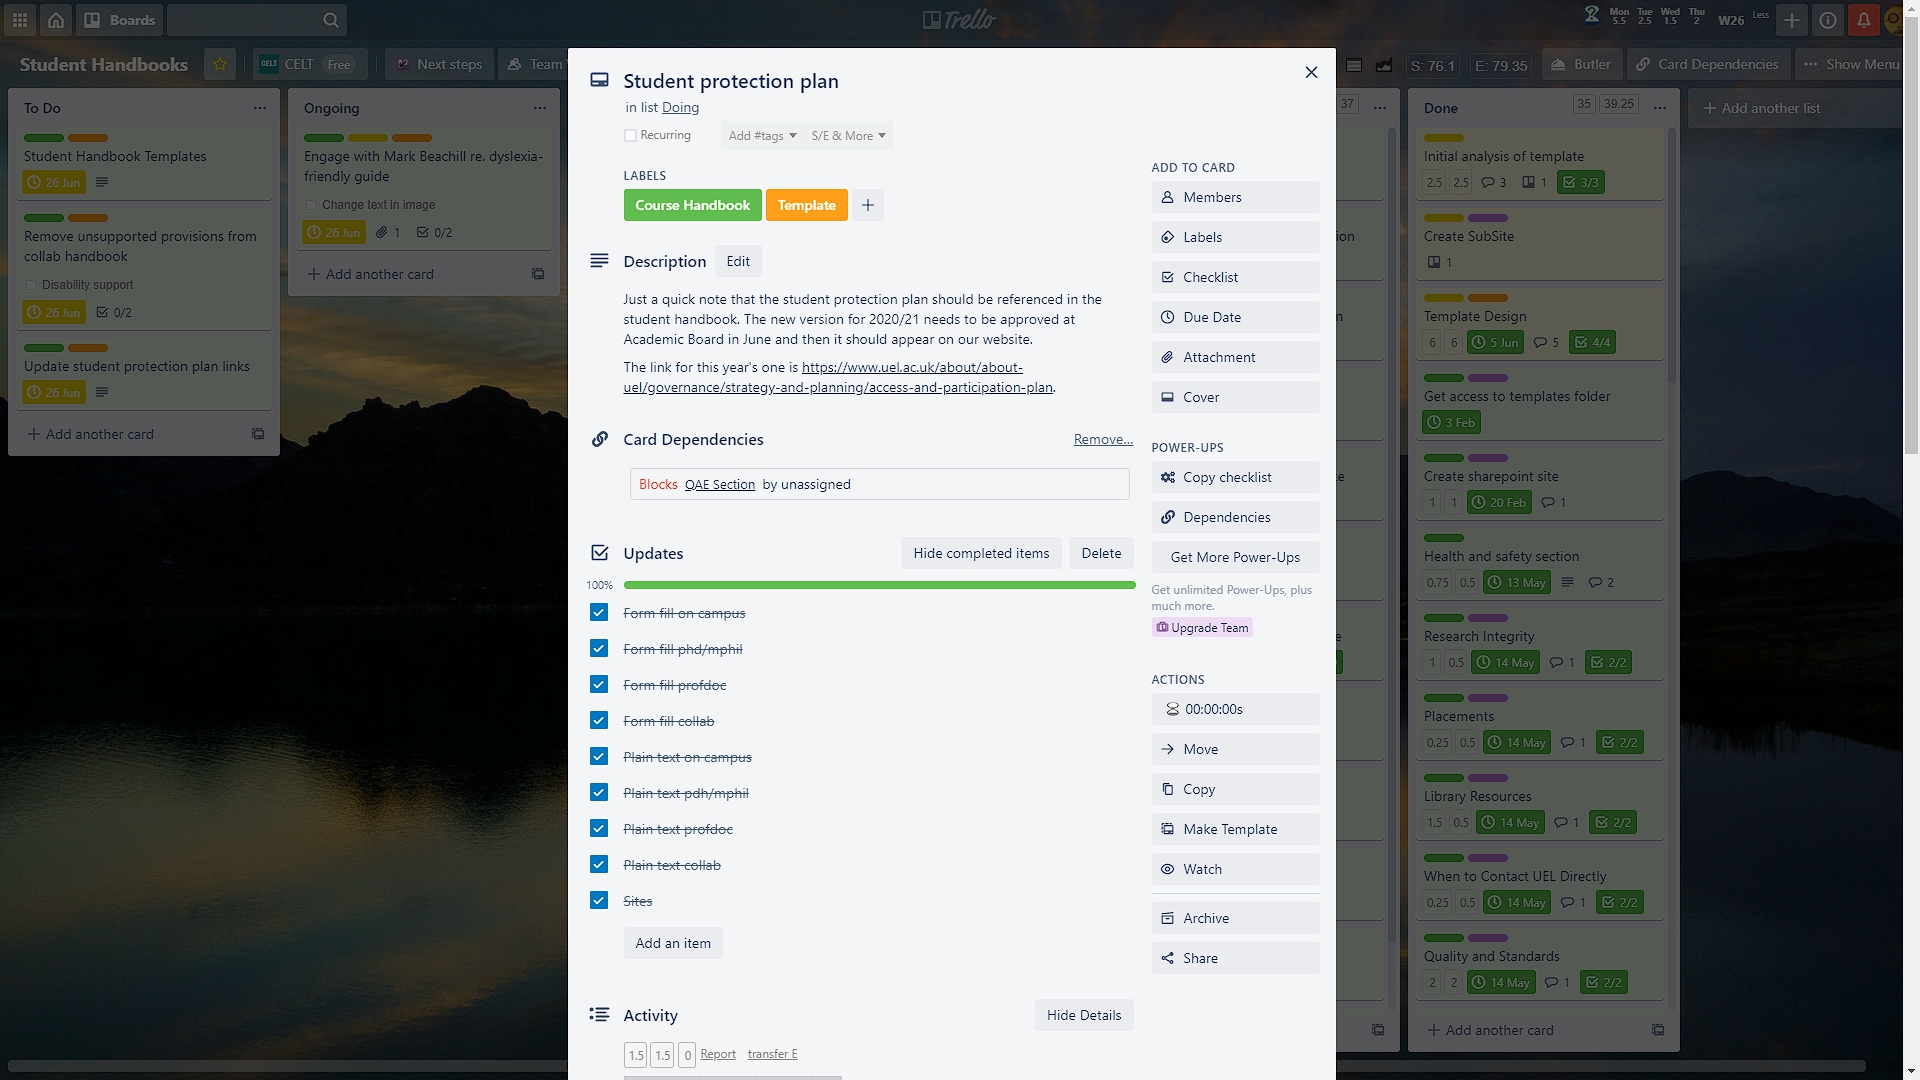 Boards
Trello
Mon 5.5
Tue 2.5
Wed 1.5
Thu 2
W26
Less
Student Handbooks
CELT Free
Next steps
Team
S: 76.1
E: 79.35
Butler
Card Dependencies
Show Menu
To Do
Student Handbook Templates
26 Jun
Remove unsupported provisions from
collab handbook
Disability support
26 Jun 0/2
Update student protection plan links
26 Jun
+ Add another card
Ongoing
Engage with Mark Beachill re. dyslexia-
friendly guide
Change text in image
26 Jun 1 0/2
+ Add another card
Student protection plan
in list Doing
Recurring
Add #tags
S/E & More
LABELS
Course Handbook
Template
+
Description
Edit
Just a quick note that the student protection plan should be referenced in the
student handbook. The new version for 2020/21 needs to be approved at
Academic Board in June and then it should appear on our website.
The link for this year's one is https://www.uel.ac.uk/about/about-
uel/governance/strategy-and-planning/access-and-participation-plan.
Card Dependencies
Remove...
Blocks QAE Section by unassigned
Updates
Hide completed items
Delete
100%
Form fill on campus
Form fill phd/mphil
Form fill profdoc
Form fill collab
Plain text on campus
Plain text pdh/mphil
Plain text profdoc
Plain text collab
Sites
Add an item
Activity
Hide Details
1.5 1.5 0 Report transfer E
ADD TO CARD
Members
Labels
Checklist
Due Date
Attachment
Cover
POWER-UPS
Copy checklist
Dependencies
Get More Power-Ups
Get unlimited Power-Ups, plus
much more.
Upgrade Team
ACTIONS
00:00:00s
Move
Copy
Make Template
Watch
Archive
Share
37
Done
35 39.25
Initial analysis of template
2.5 2.5 3 1 3/3
Create SubSite
1
Template Design
6 6 5 Jun 5 4/4
Get access to templates folder
3 Feb
Create sharepoint site
1 1 20 Feb 1
Health and safety section
0.75 0.5 13 May 2
Research Integrity
1 0.5 14 May 1 2/2
Placements
0.25 0.5 14 May 1 2/2
Library Resources
1.5 0.5 14 May 1 2/2
When to Contact UEL Directly
0.25 0.5 14 May 1 2/2
Quality and Standards
2 2 14 May 1 2/2
+ Add another card
+ Add another list